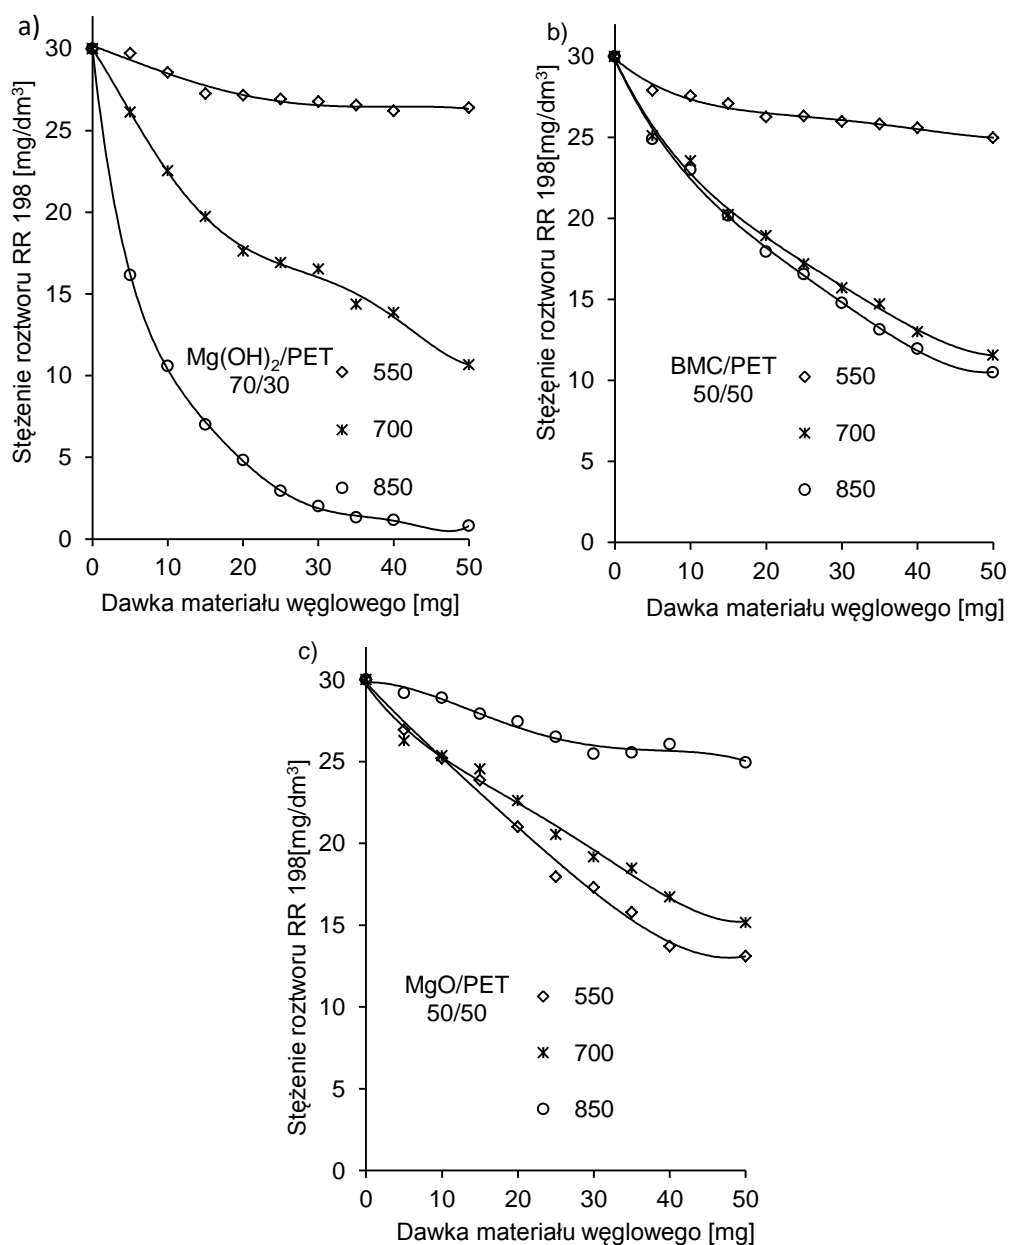 a)
Stężenie roztworu RR 198 [mg/dm³]
30
25
20
15
10
5
0
Mg(OH)₂/PET
70/30
550
700
850
0 10 20 30 40 50
Dawka materiału węglowego [mg]
b)
Stężęnie roztworu RR 198[mg/dm³]
30
25
20
15
10
5
0
BMC/PET
50/50
550
700
850
0 10 20 30 40 50
Dawka materiału węglowego [mg]
c)
Stężenie roztworu RR 198[mg/dm³]
30
25
20
15
10
5
0
MgO/PET
50/50
550
700
850
0 10 20 30 40 50
Dawka materiału węglowego [mg]